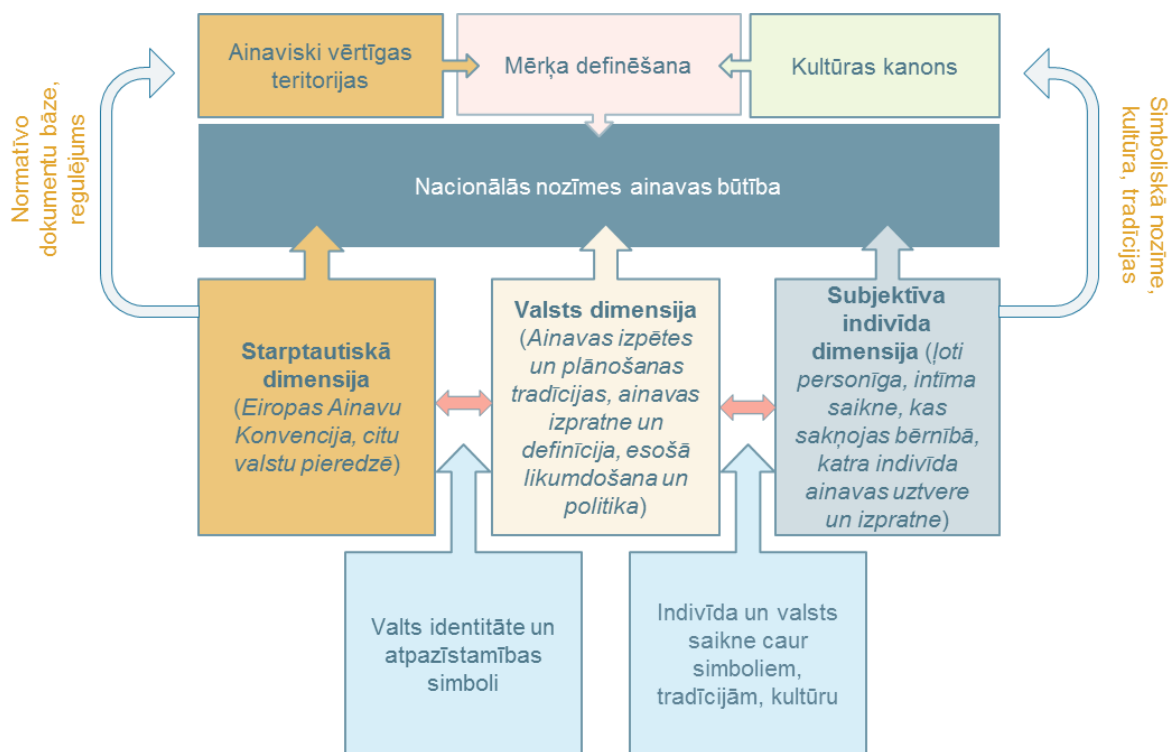 Ainaviski vērtīgas
teritorijas
Mērķa definēšana
Kultūras kanons
Normatīvo
dokumentu bāze,
regulējums
Simboliskā nozīme,
kultūra, tradīcijas
Nacionālās nozīmes ainavas būtība
Starptautiskā
dimensija
(Eiropas Ainavu
Konvencija, citu
valstu pieredzē)
Valsts dimensija
(Ainavas izpētes
un plānošanas
tradīcijas, ainavas
izpratne un
definīcija, esošā
likumdošana un
politika)
Subjektīva
indivīda
dimensija (ļoti
personīga, intīma
saikne, kas
sakņojas bērnībā,
katra indivīda
ainavas uztvere
un izpratne)
Valts identitāte un
atpazīstamības
simboli
Indivīda un valsts
saikne caur
simboliem,
tradīcijām, kultūru